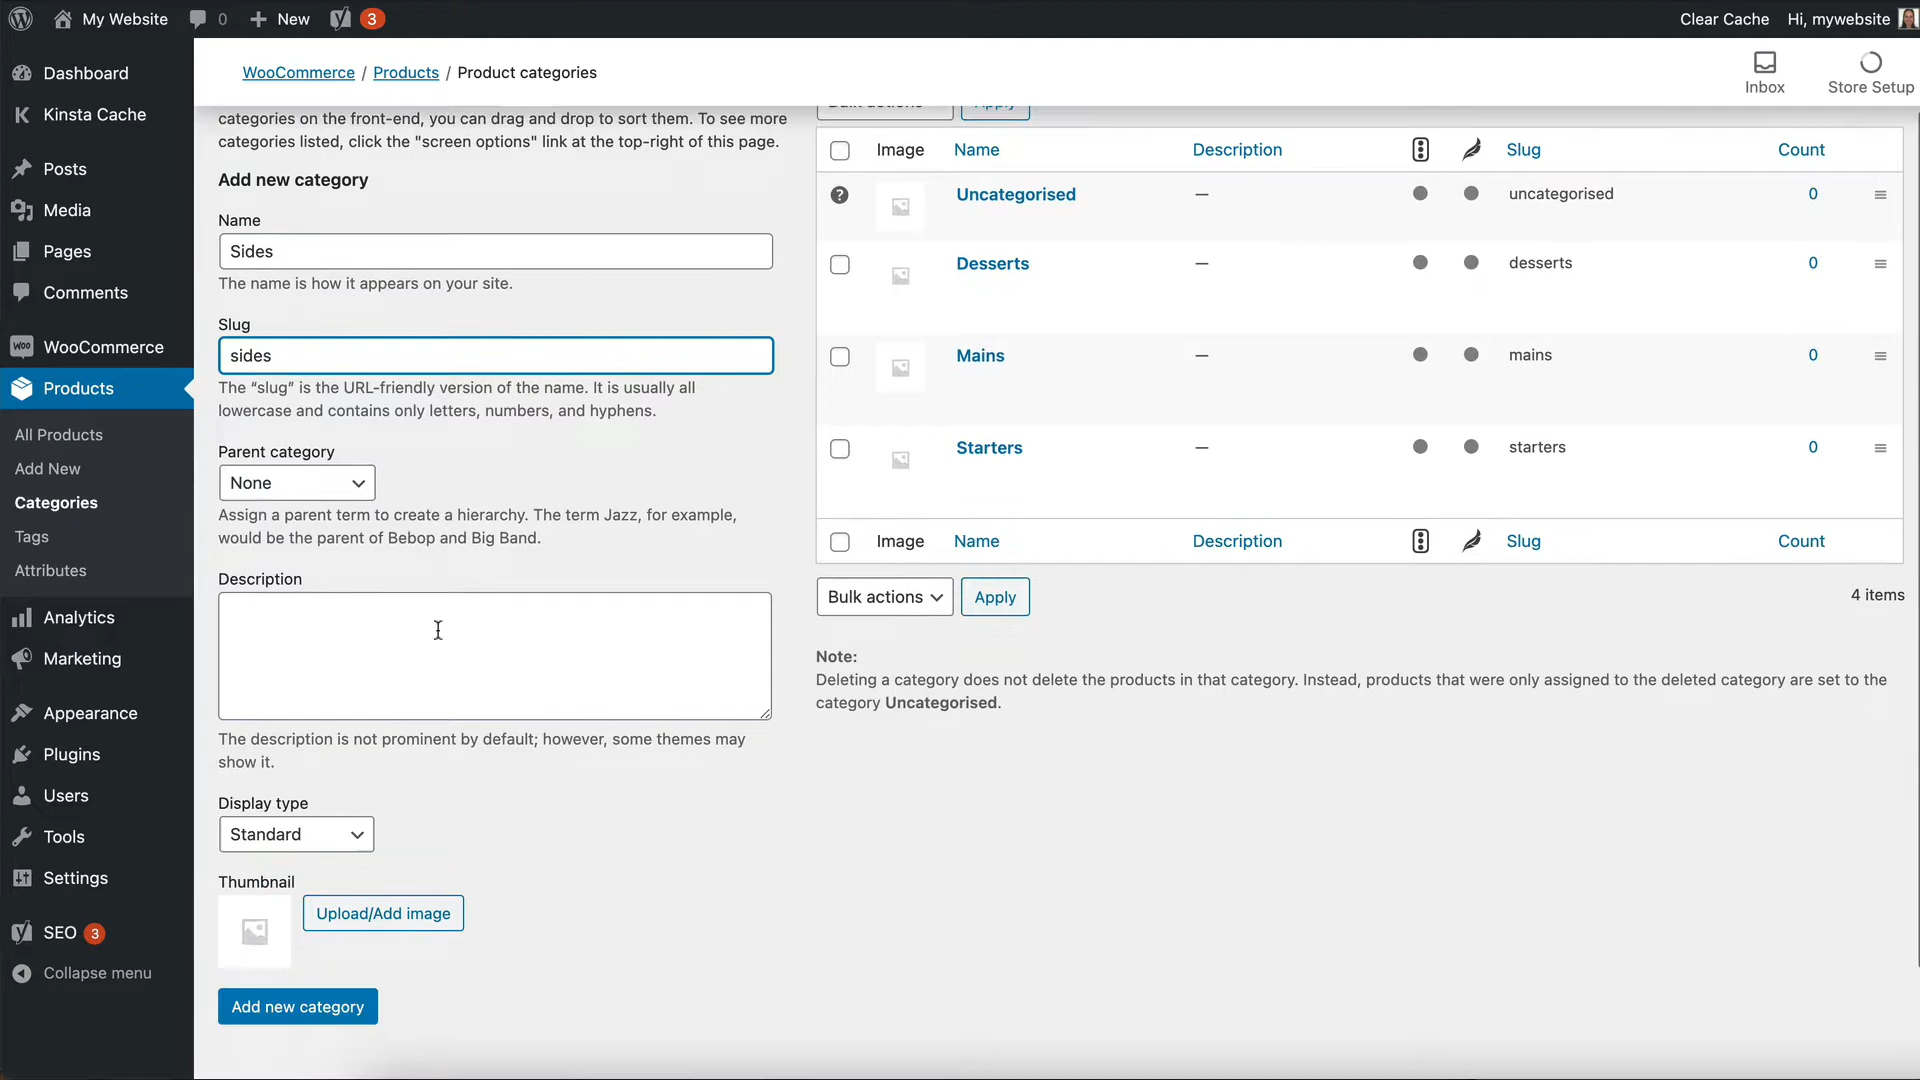 My Website
0
New
3
Clear Cache
Hi, mywebsite
Dashboard
Kinsta Cache
Posts
Media
Pages
Comments
WooCommerce
Products
All Products
Add New
Categories
Tags
Attributes
Analytics
Marketing
Appearance
Plugins
Users
Tools
Settings
SEO 3
Collapse menu
WooCommerce / Products / Product categories
Inbox
Store Setup
categories on the front-end, you can drag and drop to sort them. To see more
categories listed, click the "screen options" link at the top-right of this page.
Add new category
Name
Sides
The name is how it appears on your site.
Slug
sides
The “slug” is the URL-friendly version of the name. It is usually all
lowercase and contains only letters, numbers, and hyphens.
Parent category
None
Assign a parent term to create a hierarchy. The term Jazz, for example,
would be the parent of Bebop and Big Band.
Description
The description is not prominent by default; however, some themes may
show it.
Display type
Standard
Thumbnail
Upload/Add image
Add new category
Bulk actions Apply
Image Name Description Slug Count
Uncategorised — uncategorised 0
Desserts — desserts 0
Mains — mains 0
Starters — starters 0
Image Name Description Slug Count
Bulk actions Apply
4 items
Note:
Deleting a category does not delete the products in that category. Instead, products that were only assigned to the deleted category are set to the
category Uncategorised.